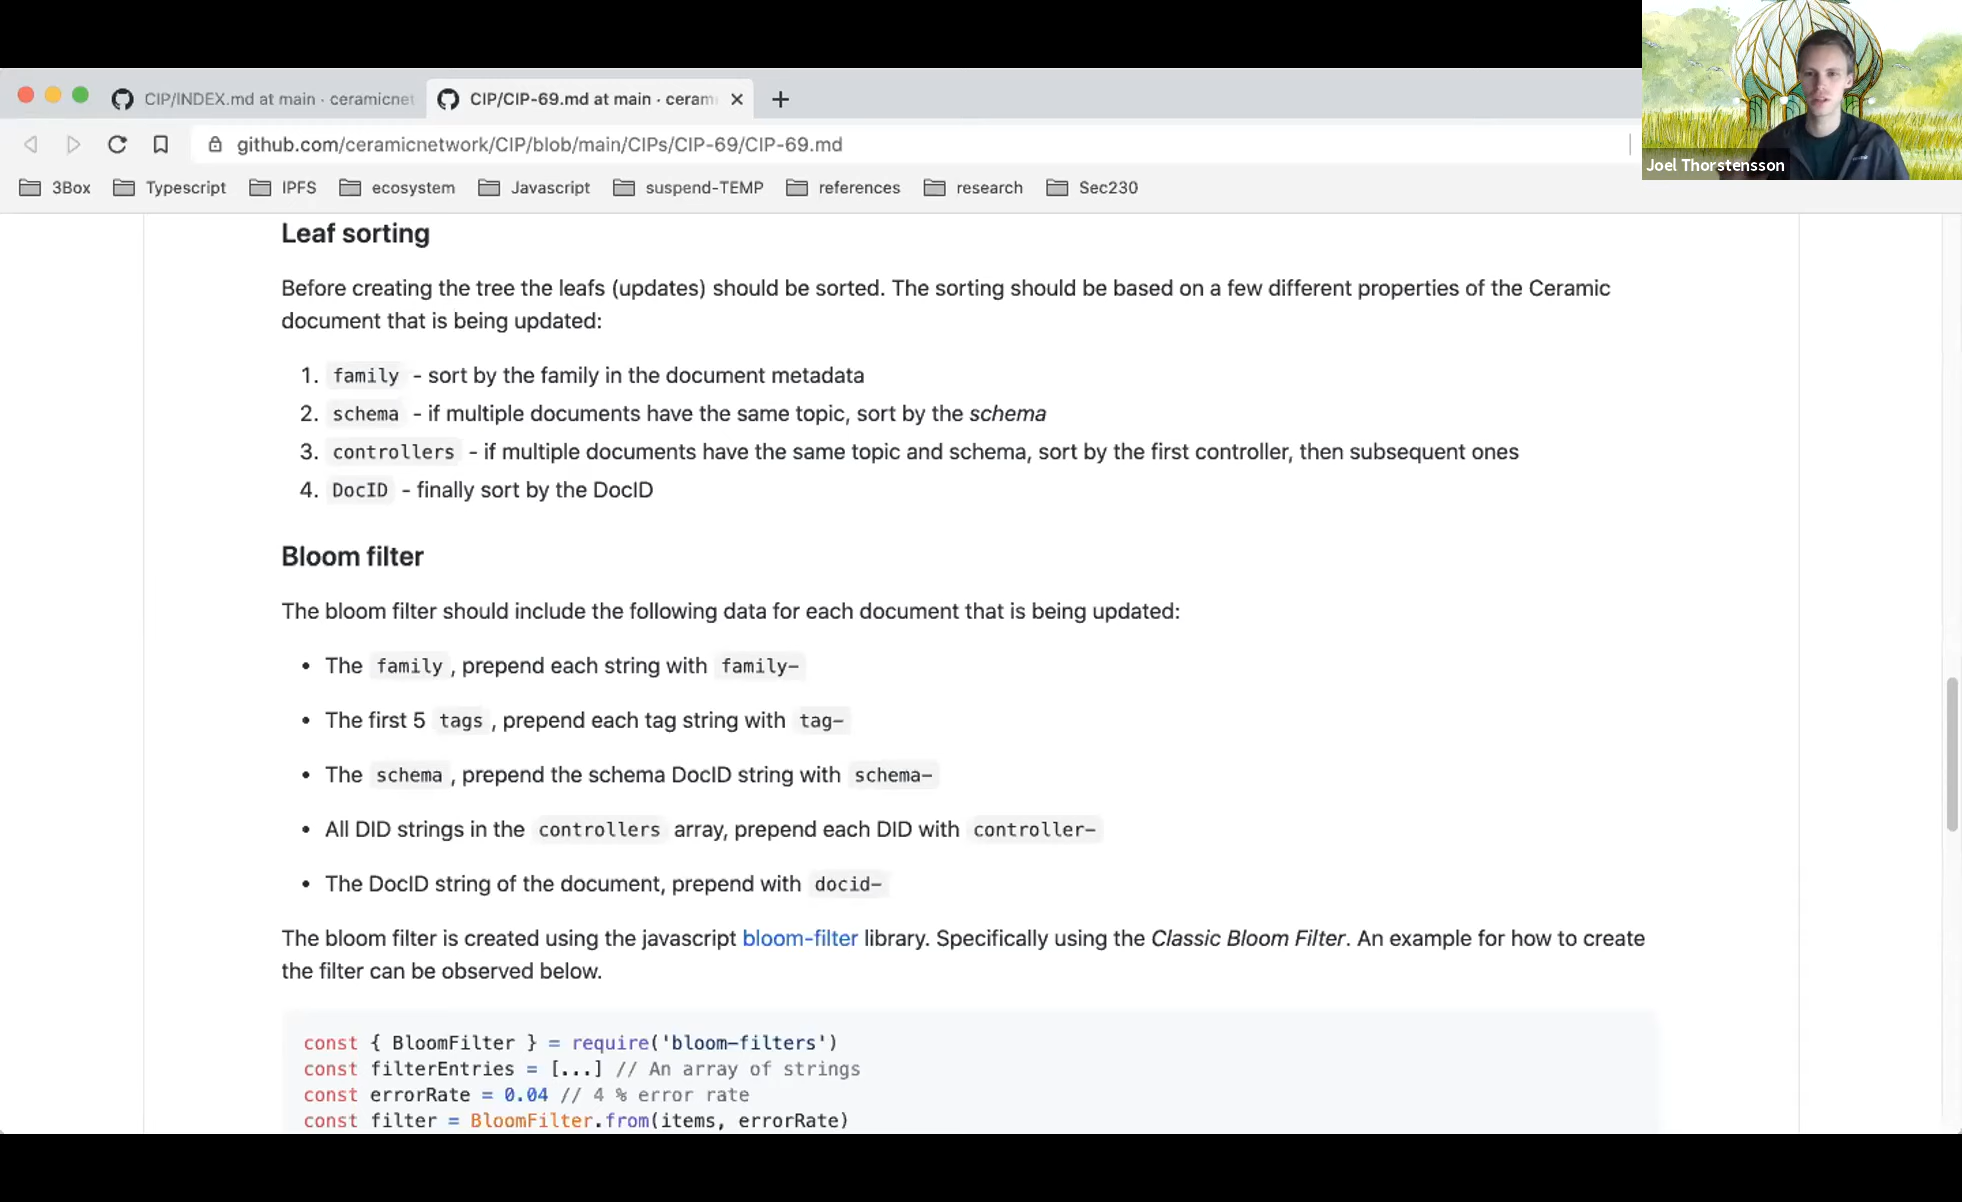 CIP/INDEX.md at main · ceramicnet
CIP/CIP-69.md at main · ceram
github.com/ceramicnetwork/CIP/blob/main/CIPs/CIP-69/CIP-69.md
Joel Thorstensson
3Box Typescript IPFS ecosystem Javascript suspend-TEMP references research Sec230
Leaf sorting
Before creating the tree the leafs (updates) should be sorted. The sorting should be based on a few different properties of the Ceramic
document that is being updated:
1. family - sort by the family in the document metadata
2. schema - if multiple documents have the same topic, sort by the schema
3. controllers - if multiple documents have the same topic and schema, sort by the first controller, then subsequent ones
4. DocID - finally sort by the DocID
Bloom filter
The bloom filter should include the following data for each document that is being updated:
• The family , prepend each string with family-
• The first 5 tags , prepend each tag string with tag-
• The schema , prepend the schema DocID string with schema-
• All DID strings in the controllers array, prepend each DID with controller-
• The DocID string of the document, prepend with docid-
The bloom filter is created using the javascript bloom-filter library. Specifically using the Classic Bloom Filter. An example for how to create
the filter can be observed below.
const { BloomFilter } = require('bloom-filters')
const filterEntries = [...] // An array of strings
const errorRate = 0.04 // 4 % error rate
const filter = BloomFilter.from(items, errorRate)